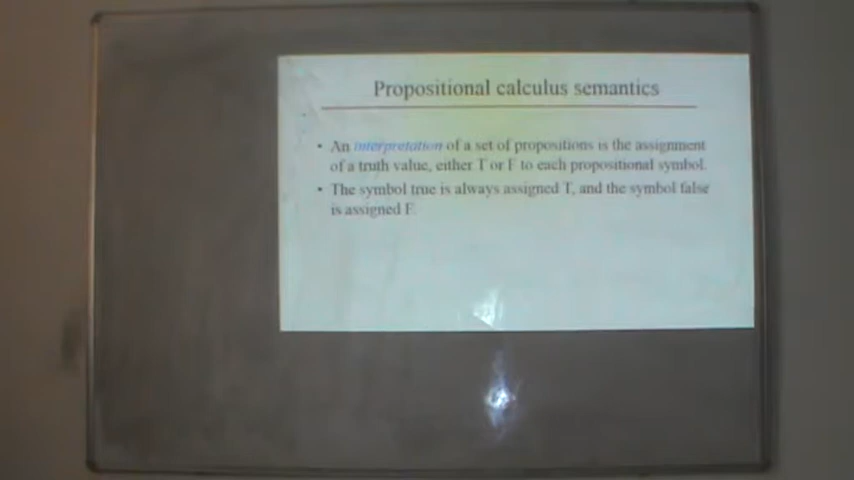 Propositional calculus semantics
• An interpretation of a set of propositions is the assignment
of a truth value, either T or F to each propositional symbol.
• The symbol true is always assigned T, and the symbol false
is assigned F.